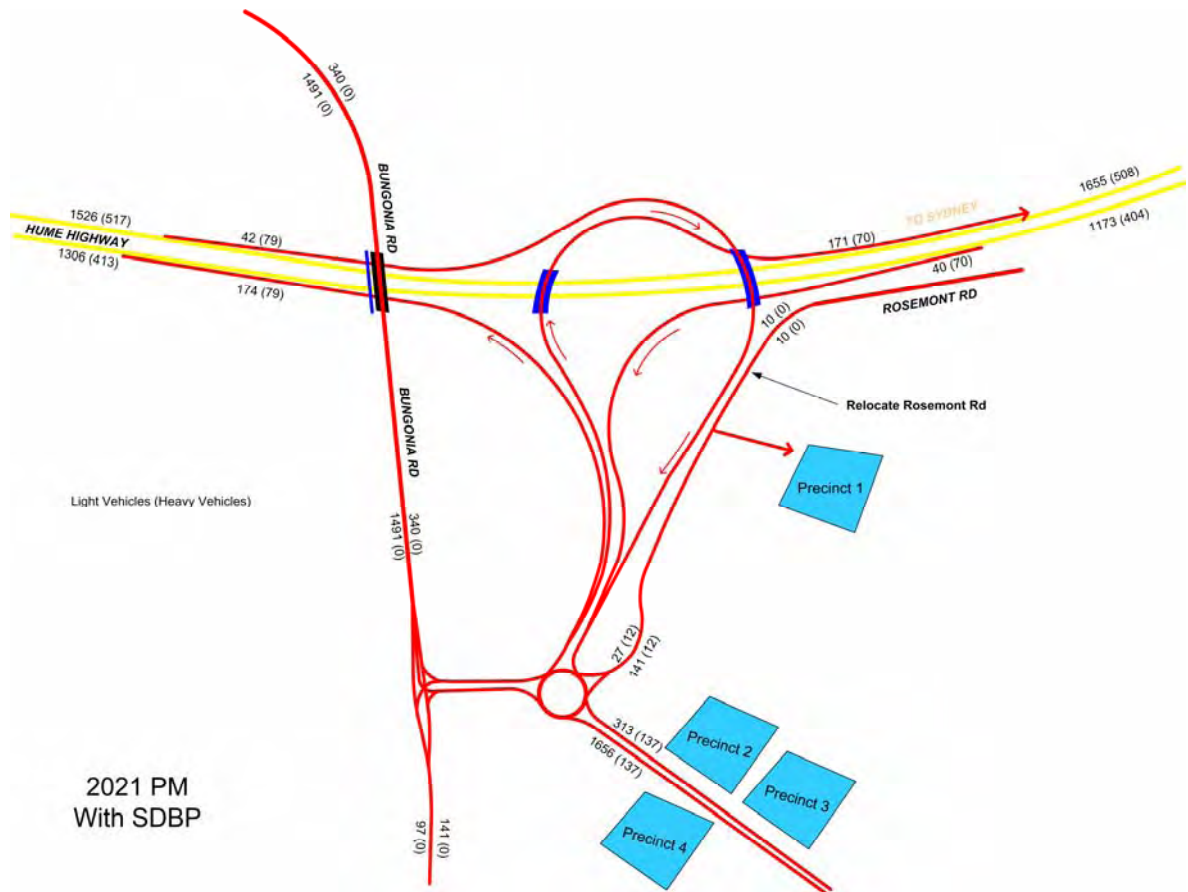 340 (0)
1491 (0)
BUNGONIA RD
1655 (508)
TO SYDNEY
1173 (404)
1526 (517)
HUME HIGHWAY
1306 (413)
42 (79)
171 (70)
40 (70)
174 (79)
ROSEMONT RD
10 (0)
10 (0)
BUNGONIA RD
Relocate Rosemont Rd
Precinct 1
Light Vehicles (Heavy Vehicles)
340 (0)
1491 (0)
27 (12)
141 (12)
313 (137)
1656 (137)
Precinct 2
Precinct 3
Precinct 4
2021 PM
With SDBP
141 (0)
97 (0)